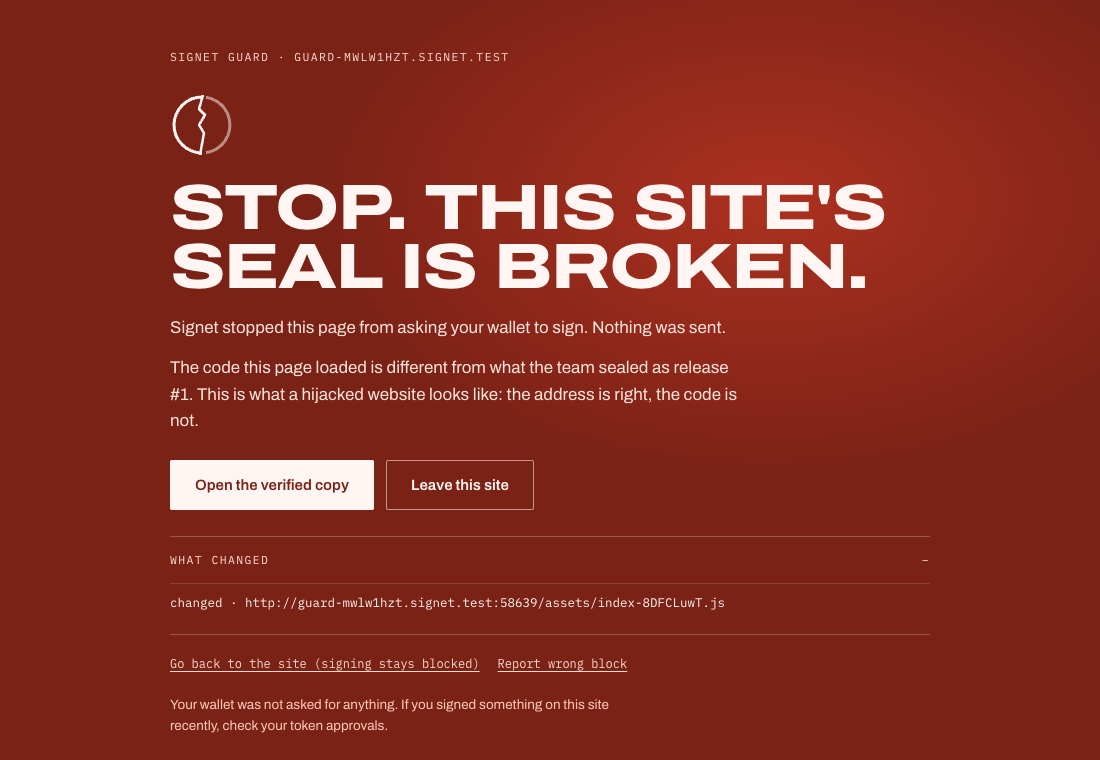 SIGNET GUARD · GUARD-MWLW1HZT.SIGNET.TEST
STOP. THIS SITE'S
SEAL IS BROKEN.
Signet stopped this page from asking your wallet to sign. Nothing was sent.
The code this page loaded is different from what the team sealed as release
#1. This is what a hijacked website looks like: the address is right, the code is
not.
Open the verified copy
Leave this site
WHAT CHANGED –
changed · http://guard-mwlw1hzt.signet.test:58639/assets/index-8DFCLuwT.js
Go back to the site (signing stays blocked) Report wrong block
Your wallet was not asked for anything. If you signed something on this site
recently, check your token approvals.